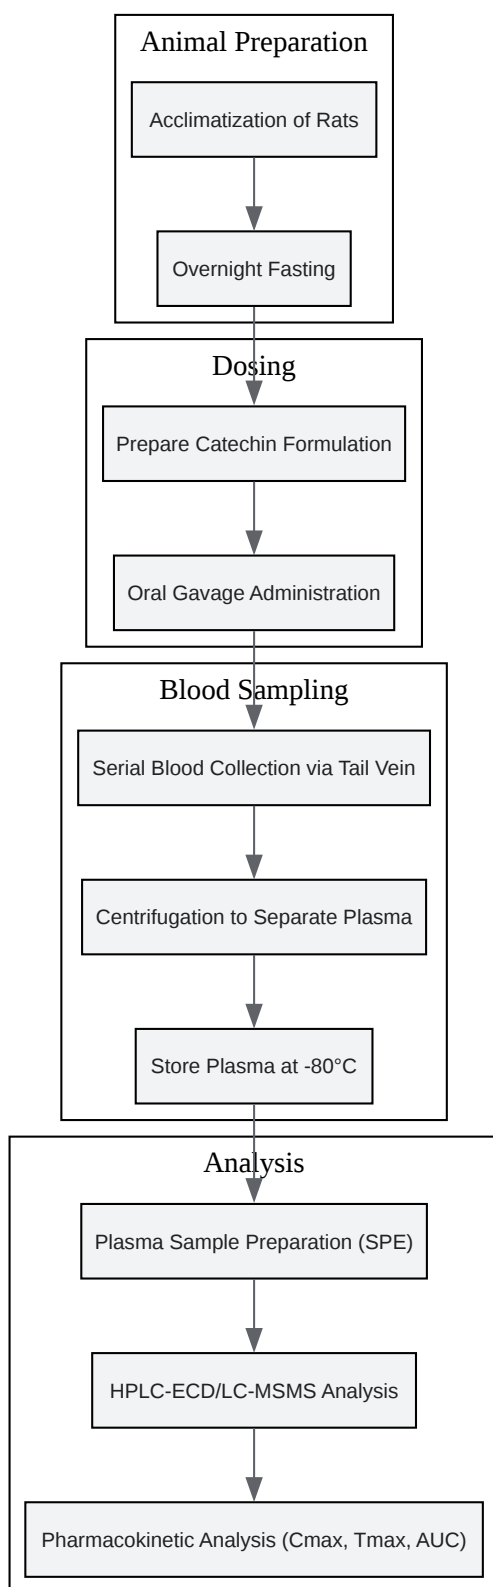 Animal Preparation
Acclimatization of Rats
Overnight Fasting
Dosing
Prepare Catechin Formulation
Oral Gavage Administration
Blood Sampling
Serial Blood Collection via Tail Vein
Centrifugation to Separate Plasma
Store Plasma at -80°C
Analysis
Plasma Sample Preparation (SPE)
HPLC-ECD/LC-MSMS Analysis
Pharmacokinetic Analysis (Cmax, Tmax, AUC)